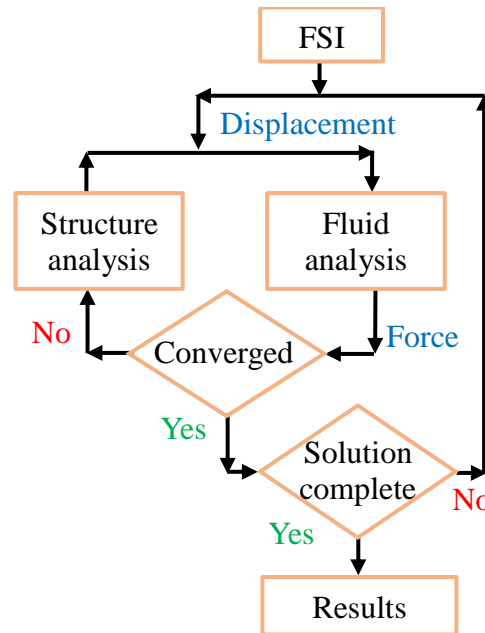 FSI
Displacement
Structure
analysis
Fluid
analysis
No
Converged
Force
Yes
Solution
complete
No
Yes
Results